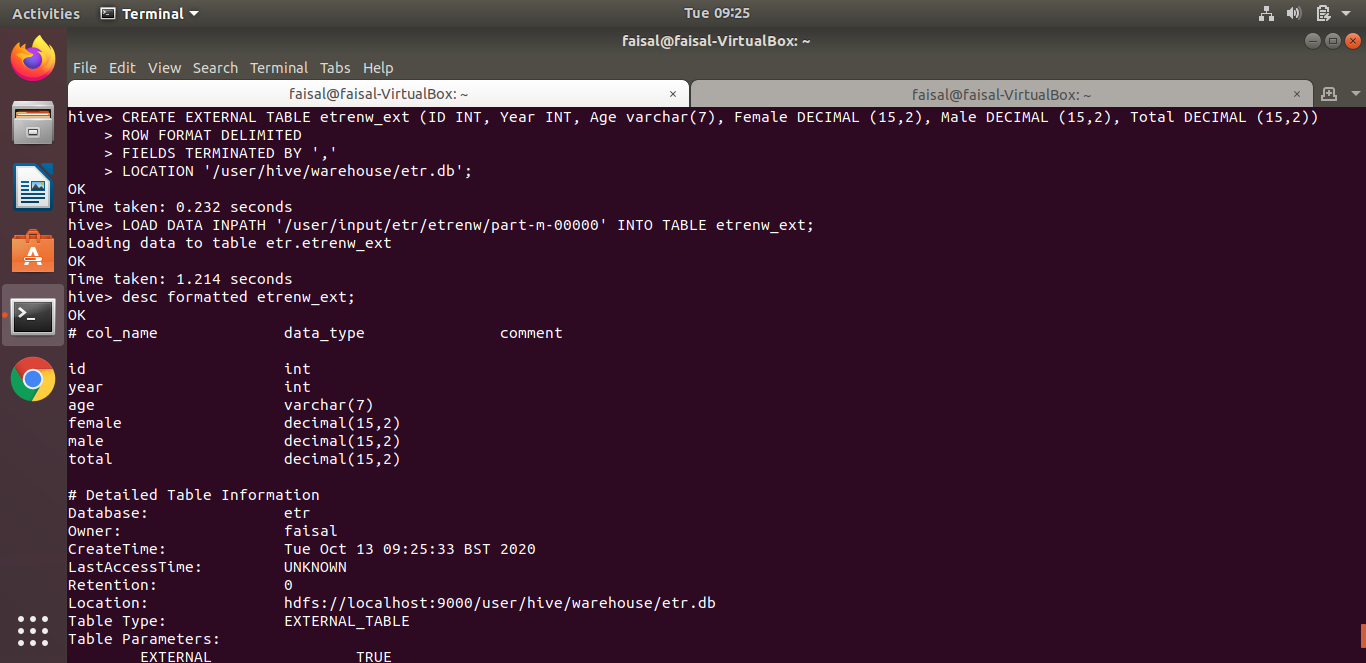 Activities Terminal Tue 09:25
faisal@faisal-VirtualBox: ~
File Edit View Search Terminal Tabs Help
faisal@faisal-VirtualBox: ~ × faisal@faisal-VirtualBox: ~ ×
hive> CREATE EXTERNAL TABLE etrenw_ext (ID INT, Year INT, Age varchar(7), Female DECIMAL (15,2), Male DECIMAL (15,2), Total DECIMAL (15,2))
    > ROW FORMAT DELIMITED
    > FIELDS TERMINATED BY ','
    > LOCATION '/user/hive/warehouse/etr.db';
OK
Time taken: 0.232 seconds
hive> LOAD DATA INPATH '/user/input/etr/etrenw/part-m-00000' INTO TABLE etrenw_ext;
Loading data to table etr.etrenw_ext
OK
Time taken: 1.214 seconds
hive> desc formatted etrenw_ext;
OK
# col_name              data_type               comment
id                      int
year                    int
age                     varchar(7)
female                  decimal(15,2)
male                    decimal(15,2)
total                   decimal(15,2)
# Detailed Table Information
Database:               etr
Owner:                  faisal
CreateTime:             Tue Oct 13 09:25:33 BST 2020
LastAccessTime:         UNKNOWN
Retention:              0
Location:               hdfs://localhost:9000/user/hive/warehouse/etr.db
Table Type:             EXTERNAL_TABLE
Table Parameters:
        EXTERNAL                TRUE